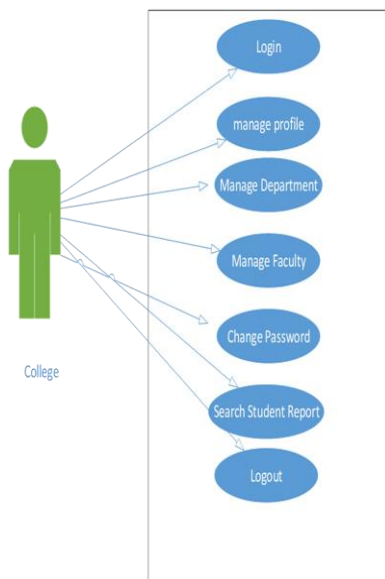 Login
manage profile
Manage Department
Manage Faculty
Change Password
College
Search Student Report
Logout